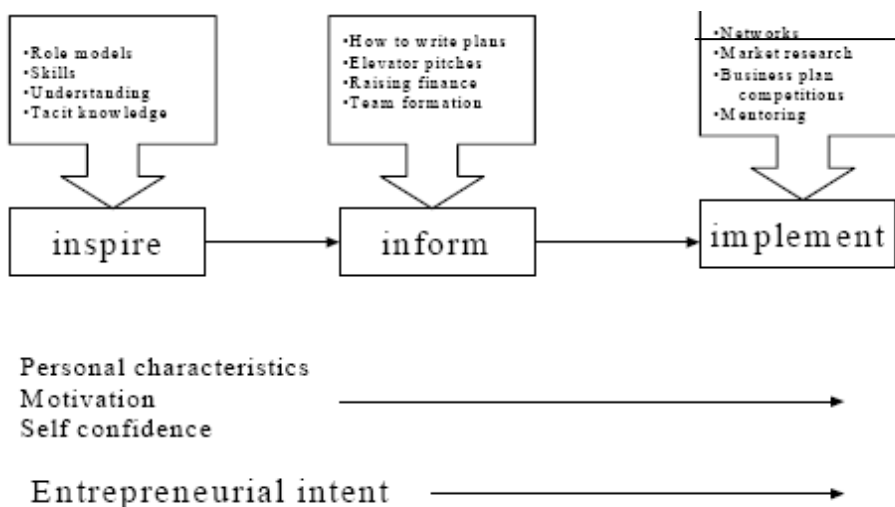 •Role models
•Skills
•Understanding
•Tacit knowledge
•How to write plans
•Elevator pitches
•Raising finance
•Team formation
•Networks
•Market research
•Business plan
competitions
•Mentoring
inspire
inform
implement
Personal characteristics
Motivation
Self confidence
Entrepreneurial intent